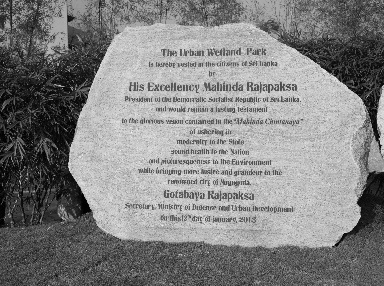 The Urban Wetland Park
is hereby vested in the citizens of Sri Lanka
by
His Excellency Mahinda Rajapaksa
President of the Democratic Socialist Republic of Sri Lanka
and would remain a lasting testament
to the glorious vision contained in the "Mahinda Chinthanaya"
of ushering in
modernity to the State
sound health to the Nation
and picturesqueness to the Environment
while bringing more lustre and grandeur to the
renowned city of Nugegoda.
Gotabaya Rajapaksa
Secretary, Ministry of Defence and Urban Development
On this day of January, 2013